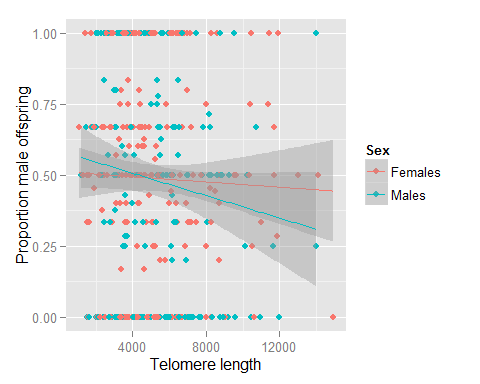 1.00
0.75
0.50
0.25
0.00
Proportion male offspring
4000 8000 12000
Telomere length
Sex
Females
Males